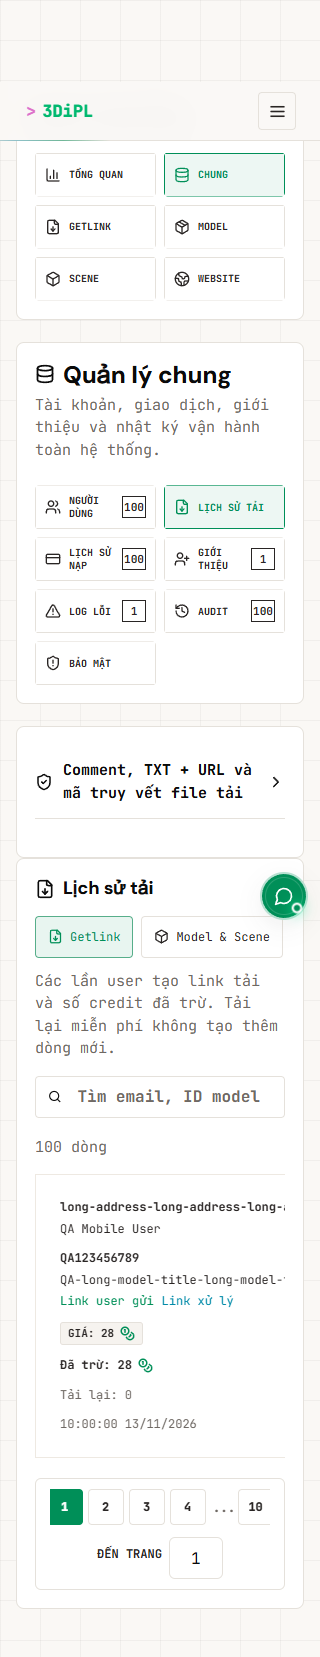 > 3DiPL
TỔNG QUAN
CHUNG
GETLINK
MODEL
SCENE
WEBSITE
Quản lý chung
Tài khoản, giao dịch, giới
thiệu và nhật ký vận hành
toàn hệ thống.
NGƯỜI
DÙNG
100
LỊCH SỬ TẢI
LỊCH SỬ
NẠP
100
GIỚI
THIỆU
1
LOG LỖI
1
AUDIT
100
BẢO MẬT
Comment, TXT + URL và
mã truy vết file tải
Lịch sử tải
Getlink
Model & Scene
Các lần user tạo link tải
và số credit đã trừ. Tải
lại miễn phí không tạo thêm
dòng mới.
Tìm email, ID model
100 dòng
long-address-long-address-long-
QA Mobile User
QA123456789
QA-long-model-title-long-model-
Link user gửi Link xử lý
GIÁ: 28
Đã trừ: 28
Tải lại: 0
10:00:00 13/11/2026
1 2 3 4 ... 10
ĐẾN TRANG 1